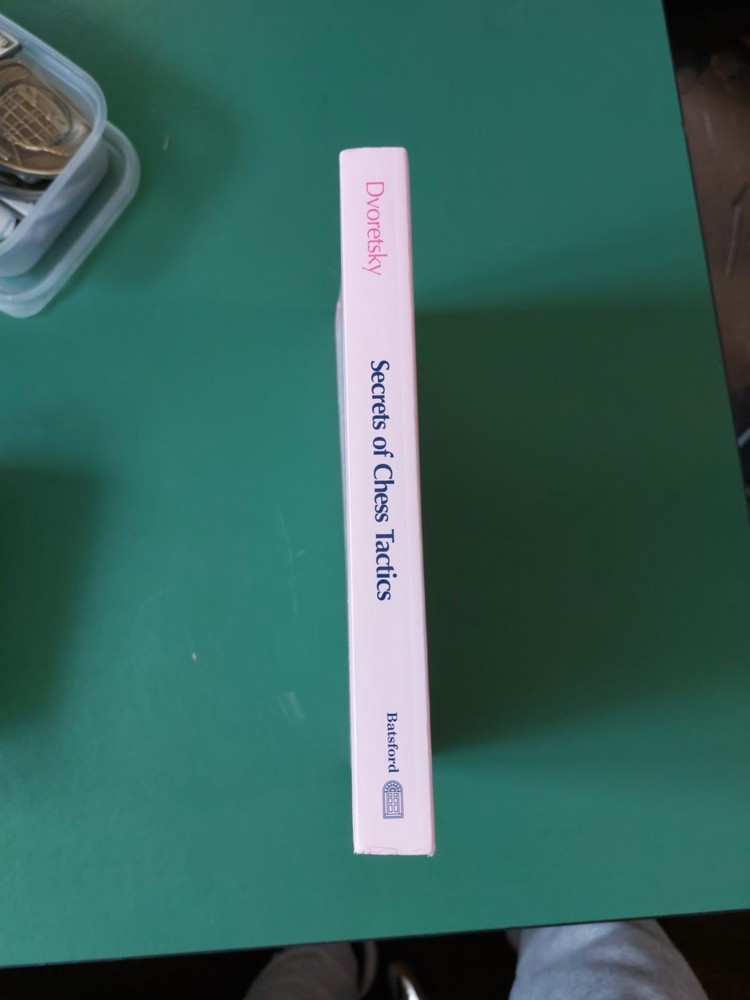 Dvoretsky
Secrets of Chess Tactics
Batsford